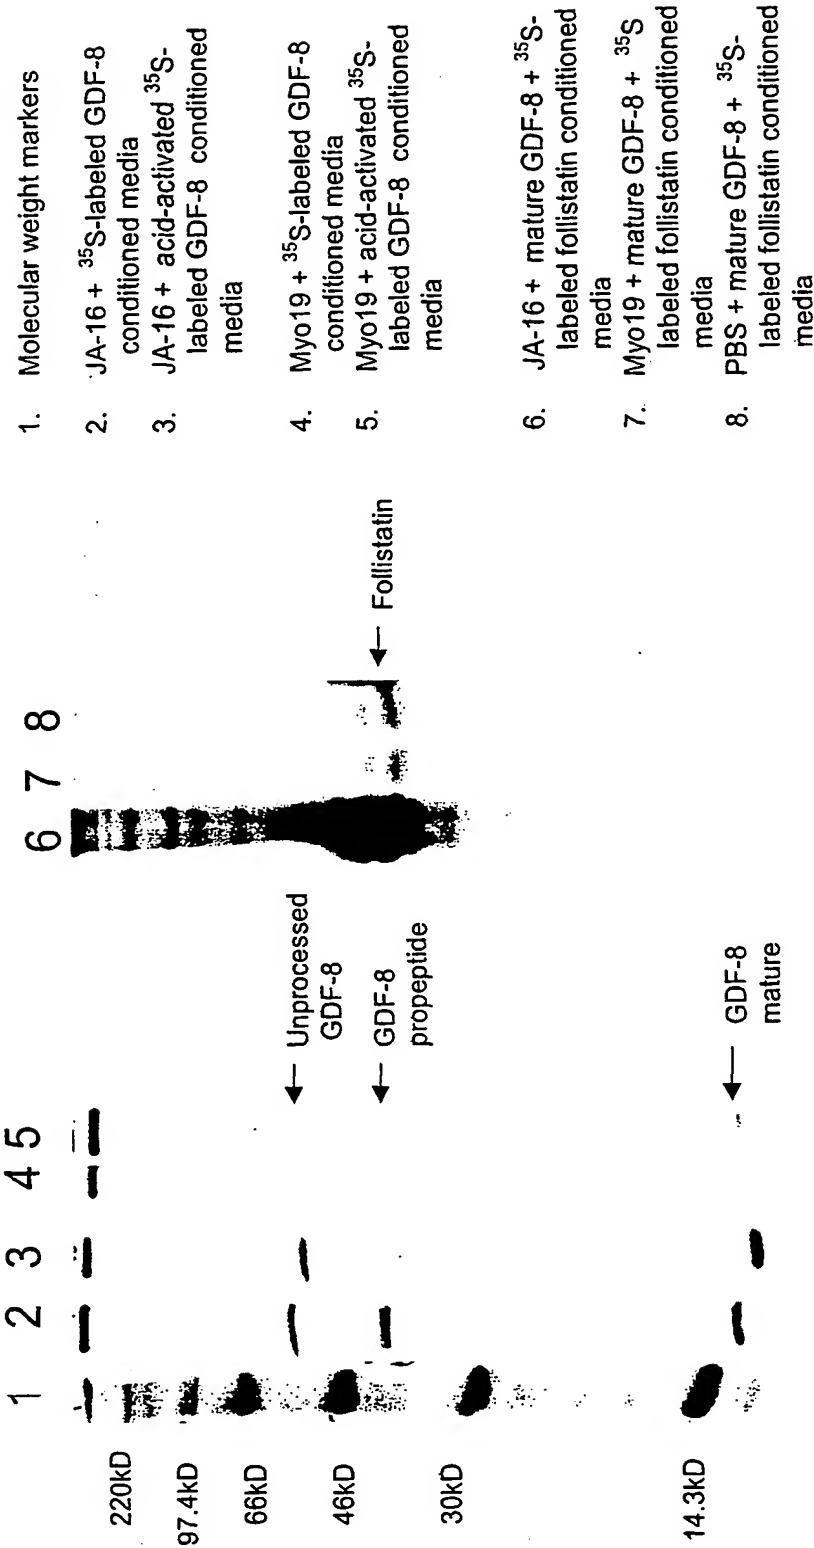 1 2 3 4 5 6 7 8
220kD
97.4kD
66kD
46kD
30kD
14.3kD
← Unprocessed
GDF-8
← GDF-8
propeptide
← GDF-8
mature
← Follistatin
1. Molecular weight markers
2. JA-16 + ³⁵S-labeled GDF-8
conditioned media
3. JA-16 + acid-activated ³⁵S-
labeled GDF-8 conditioned
media
4. Myo19 + ³⁵S-labeled GDF-8
conditioned media
5. Myo19 + acid-activated ³⁵S-
labeled GDF-8 conditioned
media
6. JA-16 + mature GDF-8 + ³⁵S-
labeled follistatin conditioned
media
7. Myo19 + mature GDF-8 + ³⁵S
labeled follistatin conditioned
media
8. PBS + mature GDF-8 + ³⁵S-
labeled follistatin conditioned
media